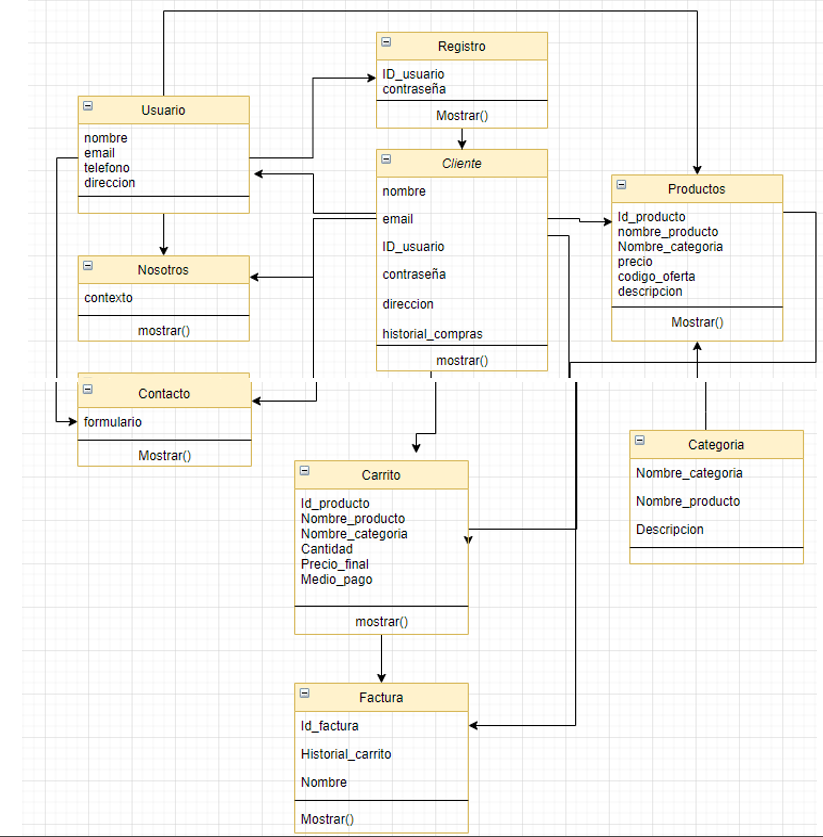 Registro
ID_usuario
contraseña
Mostrar()
Usuario
nombre
email
telefono
direccion
Cliente
nombre
email
ID_usuario
contraseña
direccion
historial_compras
mostrar()
Productos
Id_producto
nombre_producto
Nombre_categoria
precio
codigo_oferta
descripcion
Mostrar()
Nosotros
contexto
mostrar()
Contacto
formulario
Mostrar()
Categoria
Nombre_categoria
Nombre_producto
Descripcion
Carrito
Id_producto
Nombre_producto
Nombre_categoria
Cantidad
Precio_final
Medio_pago
mostrar()
Factura
Id_factura
Historial_carrito
Nombre
Mostrar()